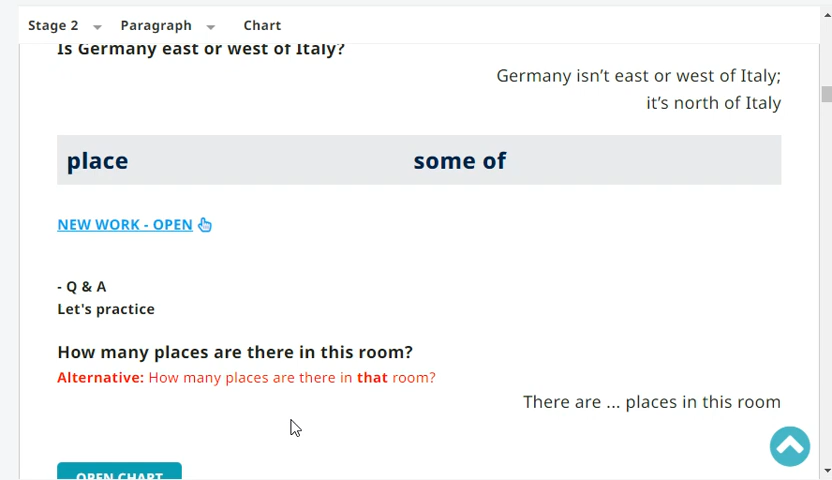 Stage 2 Paragraph Chart
Is Germany east or west of Italy?
Germany isn’t east or west of Italy;
it’s north of Italy
place some of
NEW WORK - OPEN
- Q & A
Let's practice
How many places are there in this room?
Alternative: How many places are there in that room?
There are ... places in this room
OPEN CHART